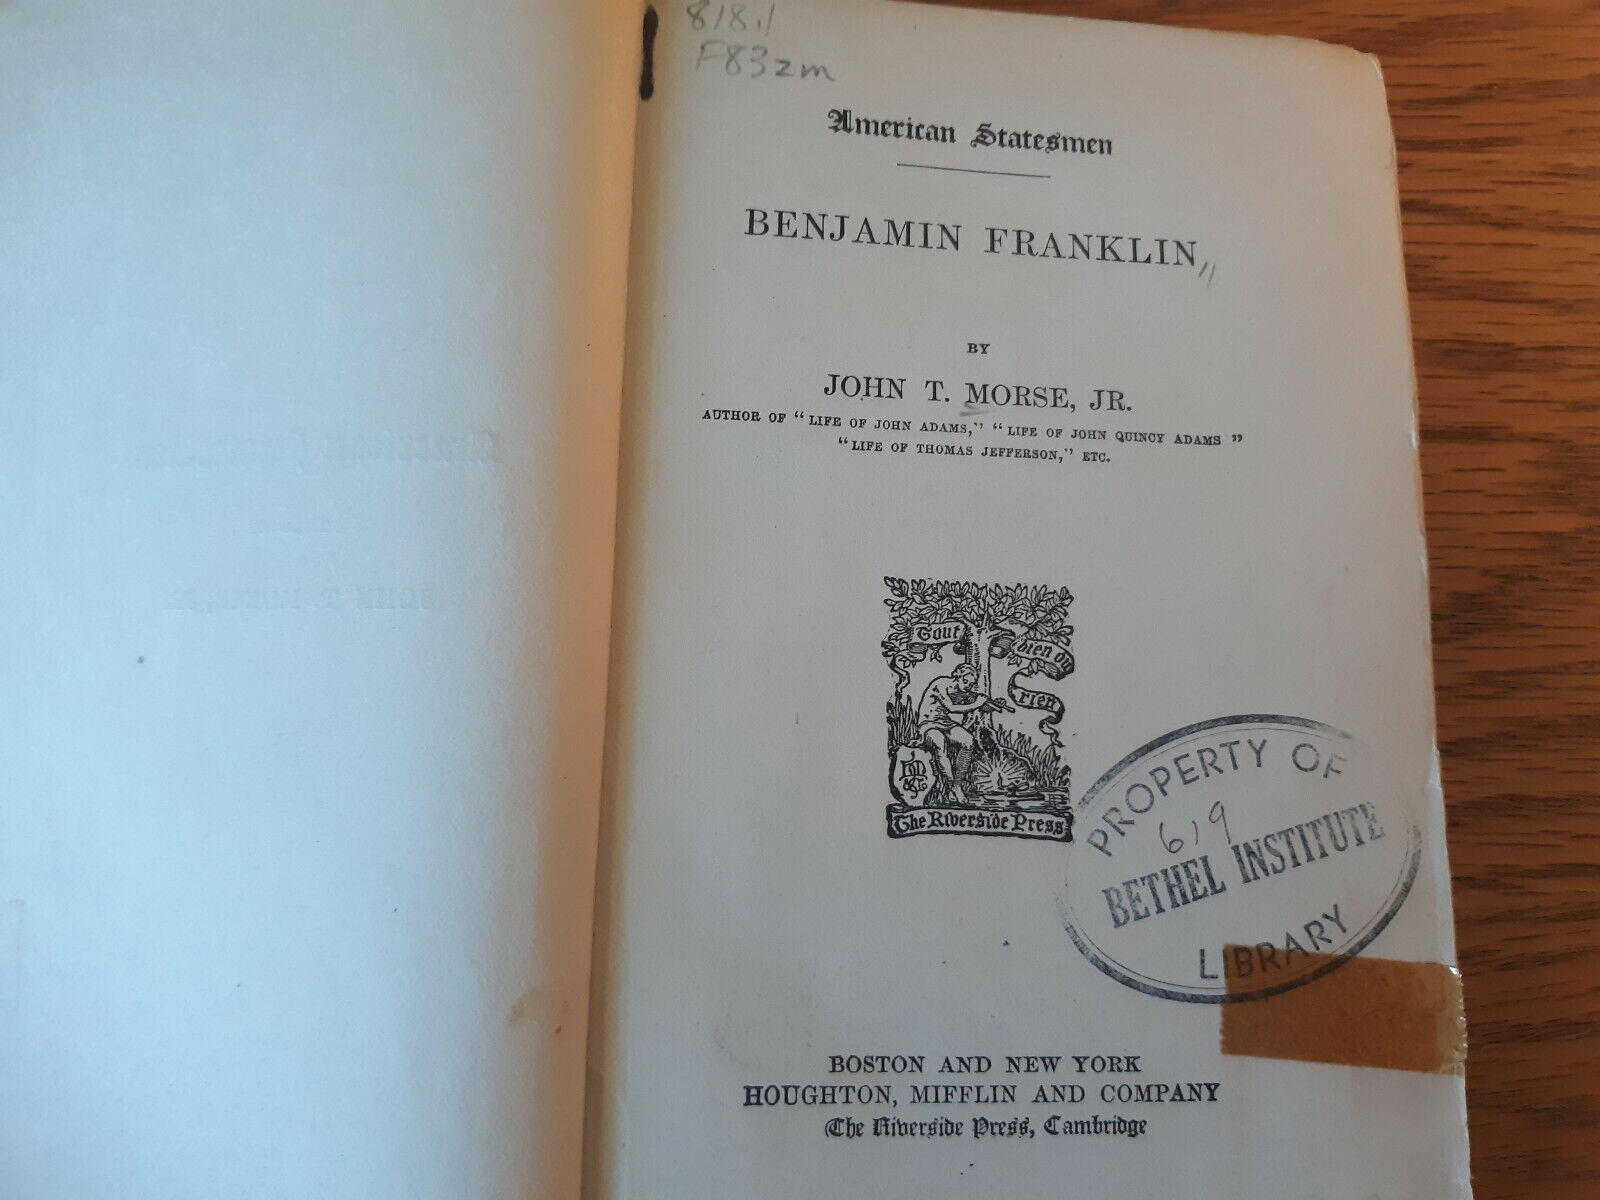 818.1
F83zm
American Statesmen
BENJAMIN FRANKLIN
BY
JOHN T. MORSE, JR.
AUTHOR OF “ LIFE OF JOHN ADAMS,” “ LIFE OF JOHN QUINCY ADAMS ”
“ LIFE OF THOMAS JEFFERSON,” ETC.
Tout
bien ou
rien
The Riverside Press
PROPERTY OF
619
BETHEL INSTITUTE
LIBRARY
BOSTON AND NEW YORK
HOUGHTON, MIFFLIN AND COMPANY
The Riverside Press, Cambridge